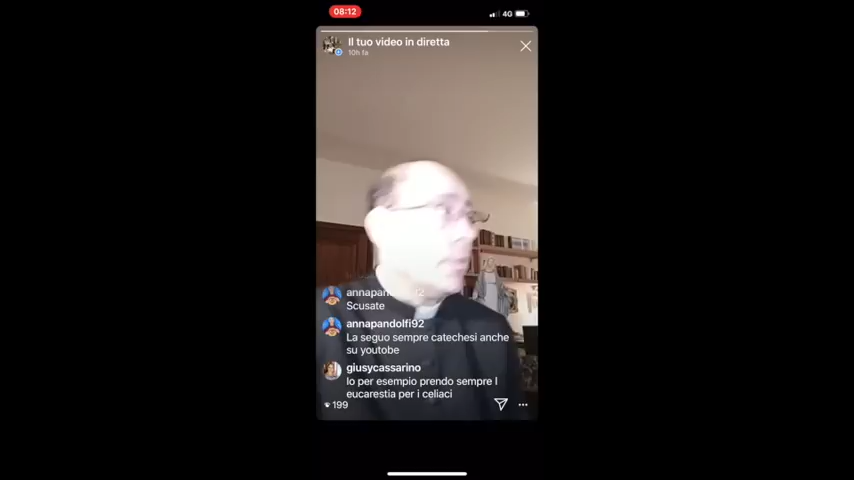 08:12
4G
Il tuo video in diretta
10h fa
Scusate
annapandolfi92
La seguo sempre catechesi anche
su youtobe
giusycassarino
Io per esempio prendo sempre l
eucarestia per i celiaci
199